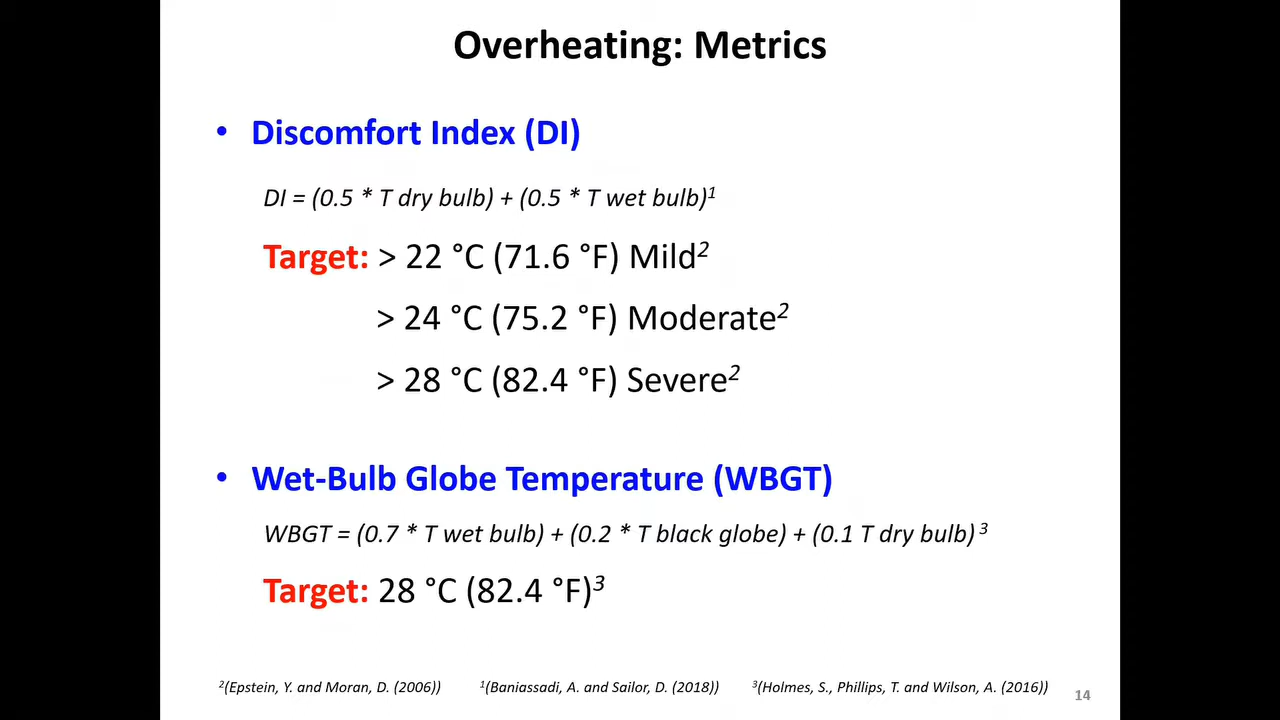 Overheating: Metrics
• Discomfort Index (DI)
DI = (0.5 * T dry bulb) + (0.5 * T wet bulb)¹
Target: > 22 °C (71.6 °F) Mild²
> 24 °C (75.2 °F) Moderate²
> 28 °C (82.4 °F) Severe²
• Wet-Bulb Globe Temperature (WBGT)
WBGT = (0.7 * T wet bulb) + (0.2 * T black globe) + (0.1 T dry bulb) ³
Target: 28 °C (82.4 °F)³
²(Epstein, Y. and Moran, D. (2006)) ¹(Baniassadi, A. and Sailor, D. (2018)) ³(Holmes, S., Phillips, T. and Wilson, A. (2016))
14